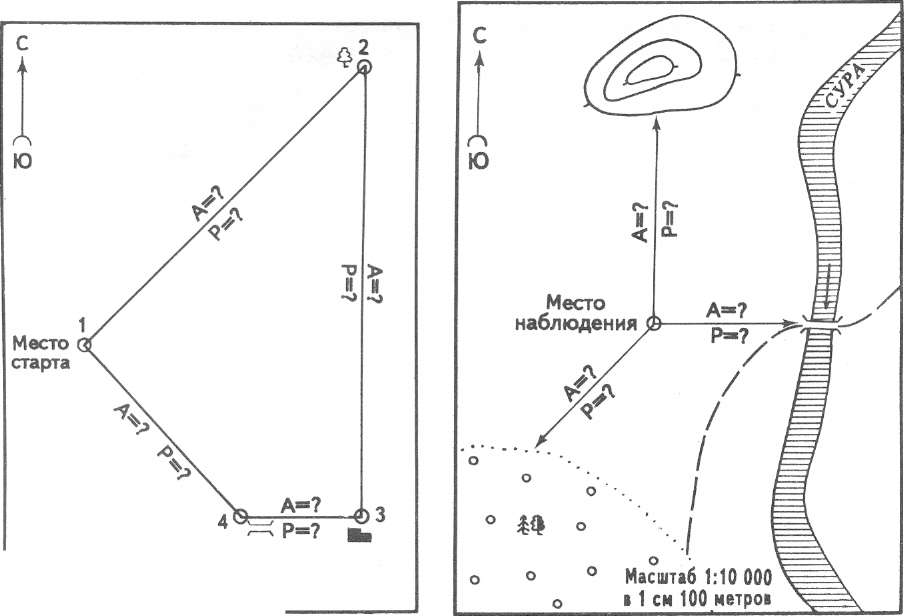 С
Ю
2
А=?
Р=?
А=?
Р=?
1
Место
старта
А=?
Р=?
4
А=?
Р=?
3
С
Ю
СУРА
А=?
Р=?
Место
наблюдения
А=?
Р=?
А=?
Р=?
Масштаб 1:10 000
в 1 см 100 метров